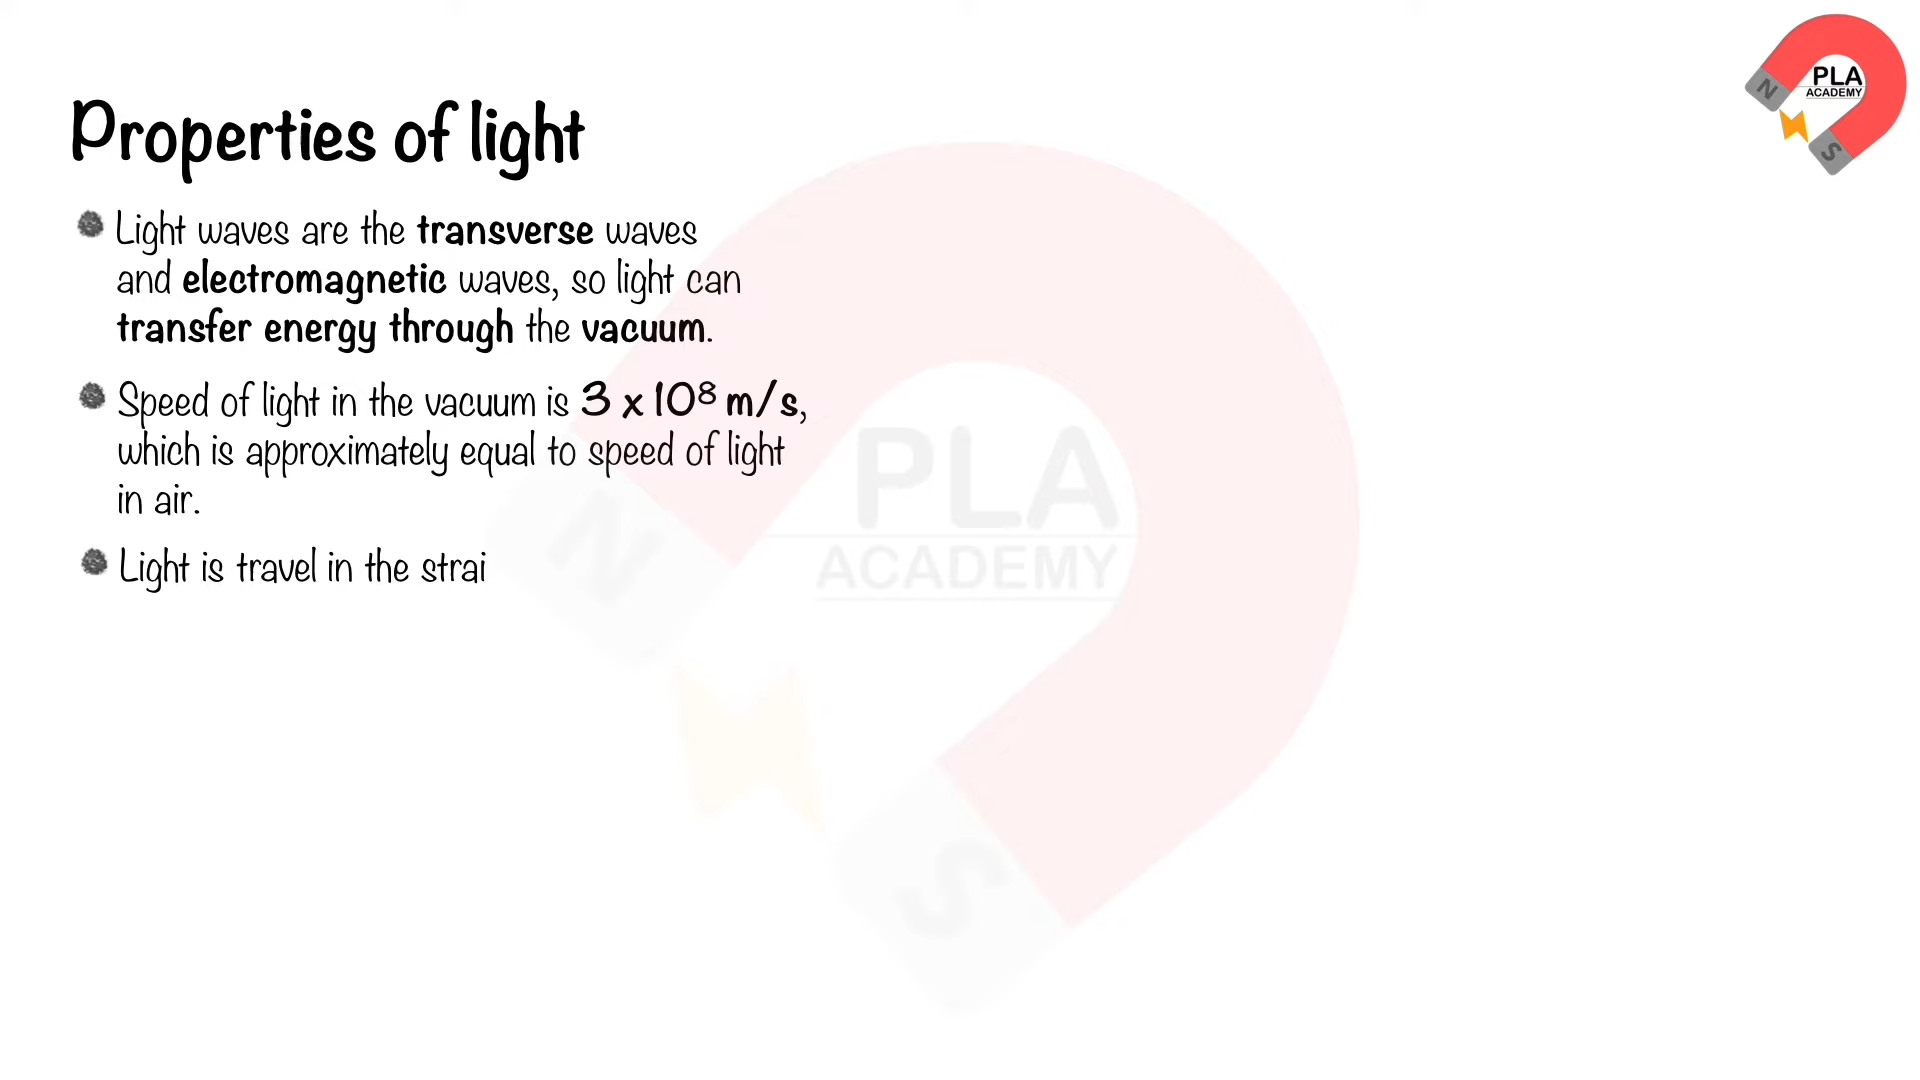 PLA
ACADEMY
N
S
Properties of light
Light waves are the transverse waves
and electromagnetic waves, so light can
transfer energy through the vacuum.
Speed of light in the vacuum is 3 x 10⁸ m/s,
which is approximately equal to speed of light
in air.
Light is travel in the strai
PLA
ACADEMY
N
S